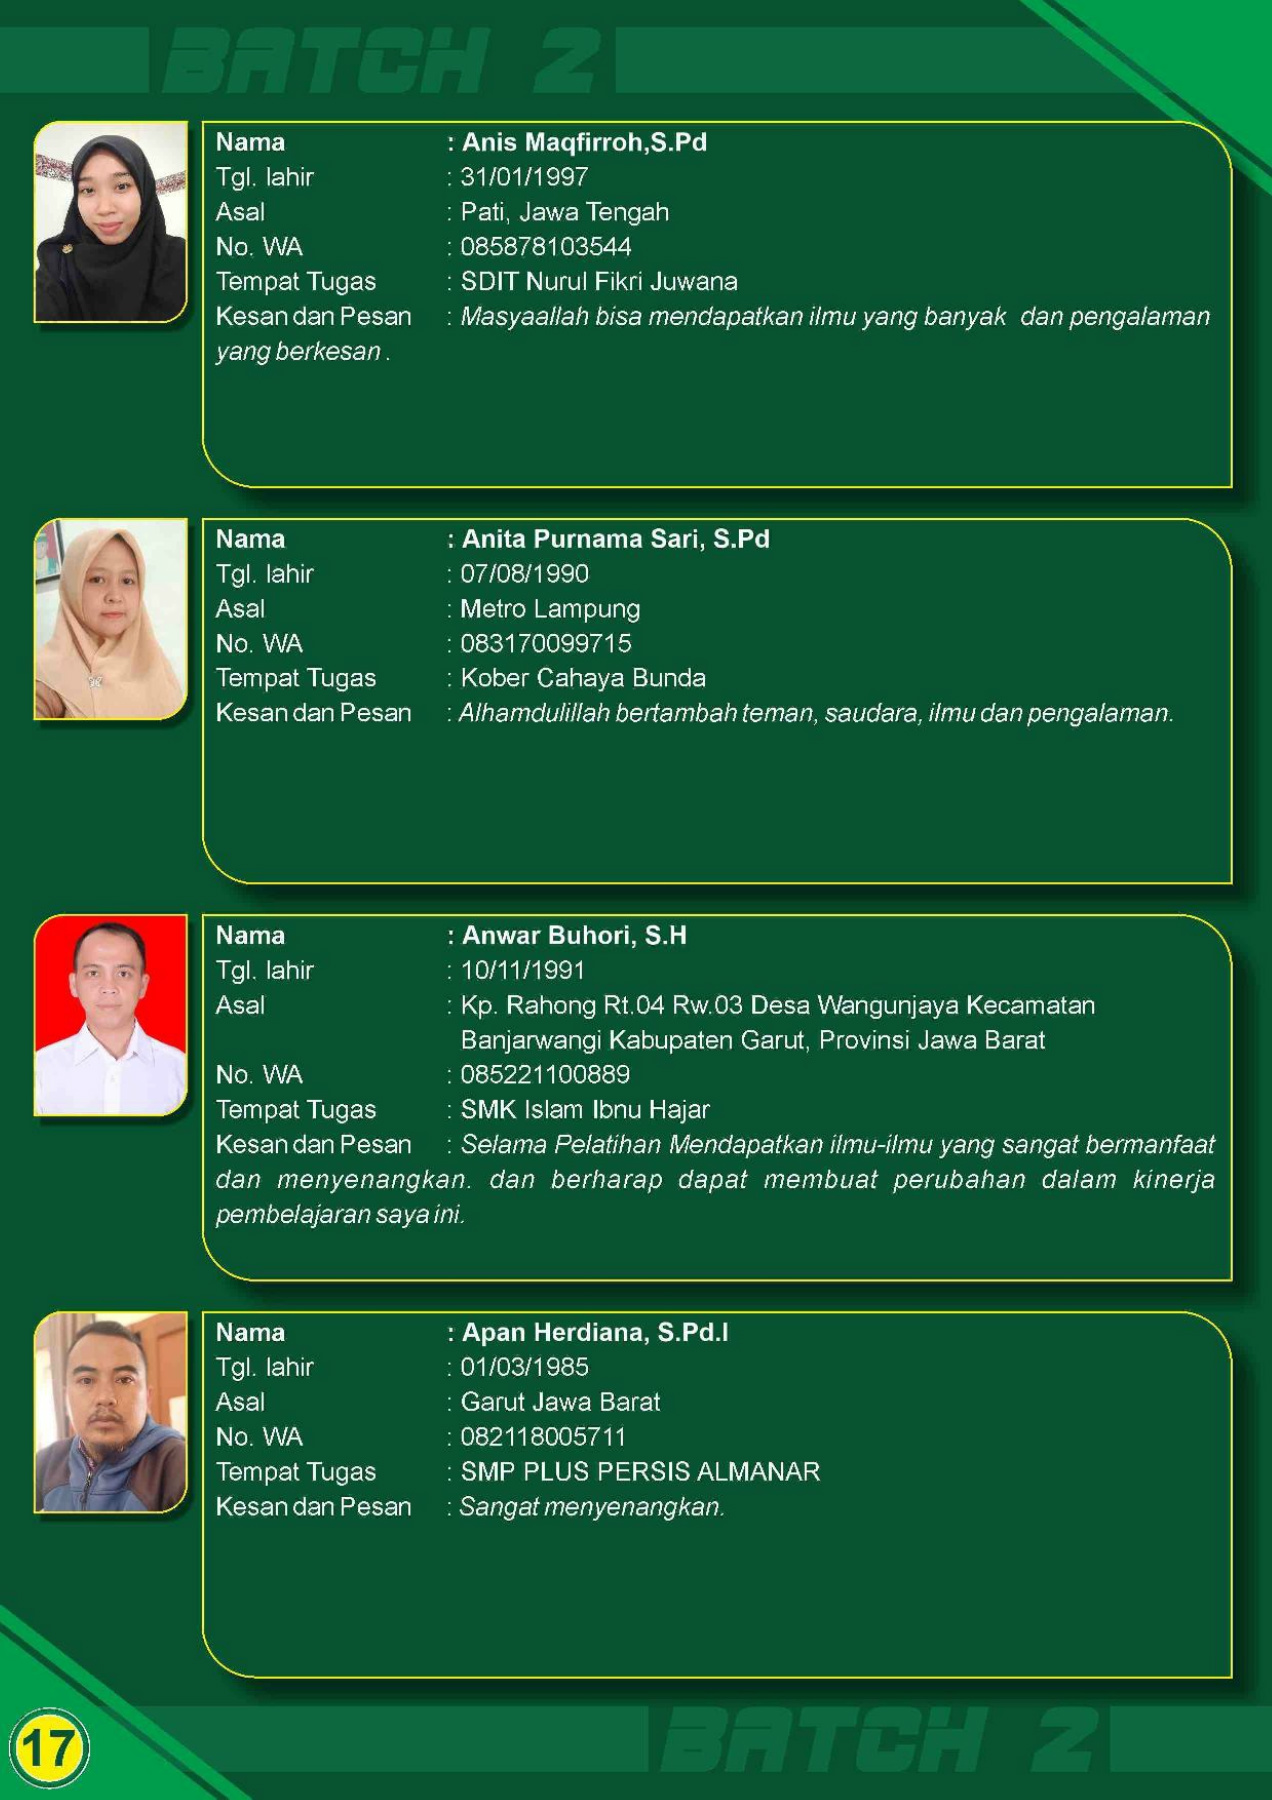 BATCH 2
Nama : Anis Maqfirroh,S.Pd
Tgl. lahir : 31/01/1997
Asal : Pati, Jawa Tengah
No. WA : 085878103544
Tempat Tugas : SDIT Nurul Fikri Juwana
Kesan dan Pesan : Masyaallah bisa mendapatkan ilmu yang banyak dan pengalaman
yang berkesan .
Nama : Anita Purnama Sari, S.Pd
Tgl. lahir : 07/08/1990
Asal : Metro Lampung
No. WA : 083170099715
Tempat Tugas : Kober Cahaya Bunda
Kesan dan Pesan : Alhamdulillah bertambah teman, saudara, ilmu dan pengalaman.
Nama : Anwar Buhori, S.H
Tgl. lahir : 10/11/1991
Asal : Kp. Rahong Rt.04 Rw.03 Desa Wangunjaya Kecamatan
Banjarwangi Kabupaten Garut, Provinsi Jawa Barat
No. WA : 085221100889
Tempat Tugas : SMK Islam Ibnu Hajar
Kesan dan Pesan : Selama Pelatihan Mendapatkan ilmu-ilmu yang sangat bermanfaat
dan menyenangkan. dan berharap dapat membuat perubahan dalam kinerja
pembelajaran saya ini.
Nama : Apan Herdiana, S.Pd.I
Tgl. lahir : 01/03/1985
Asal : Garut Jawa Barat
No. WA : 082118005711
Tempat Tugas : SMP PLUS PERSIS ALMANAR
Kesan dan Pesan : Sangat menyenangkan.
17
BATCH 2